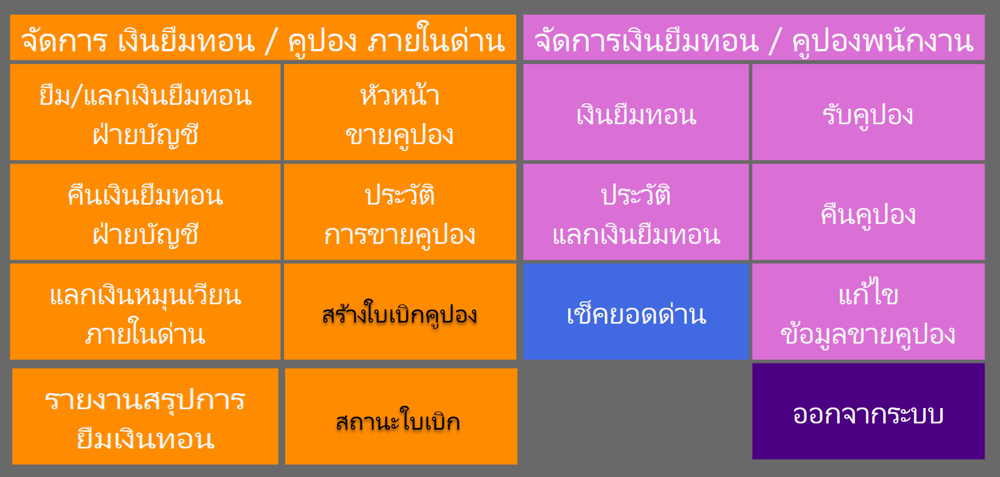 จัดการ เงินยืมทอน / คูปอง ภายในด่าน
ยืม/แลกเงินยืมทอน
ฝ่ายบัญชี
หัวหน้า
ขายคูปอง
คืนเงินยืมทอน
ฝ่ายบัญชี
ประวัติ
การขายคูปอง
แลกเงินหมุนเวียน
ภายในด่าน
สร้างใบเบิกคูปอง
รายงานสรุปการ
ยืมเงินทอน
สถานะใบเบิก
จัดการเงินยืมทอน / คูปองพนักงาน
เงินยืมทอน
รับคูปอง
ประวัติ
แลกเงินยืมทอน
คืนคูปอง
เช็คยอดด่าน
แก้ไข
ข้อมูลขายคูปอง
ออกจากระบบ